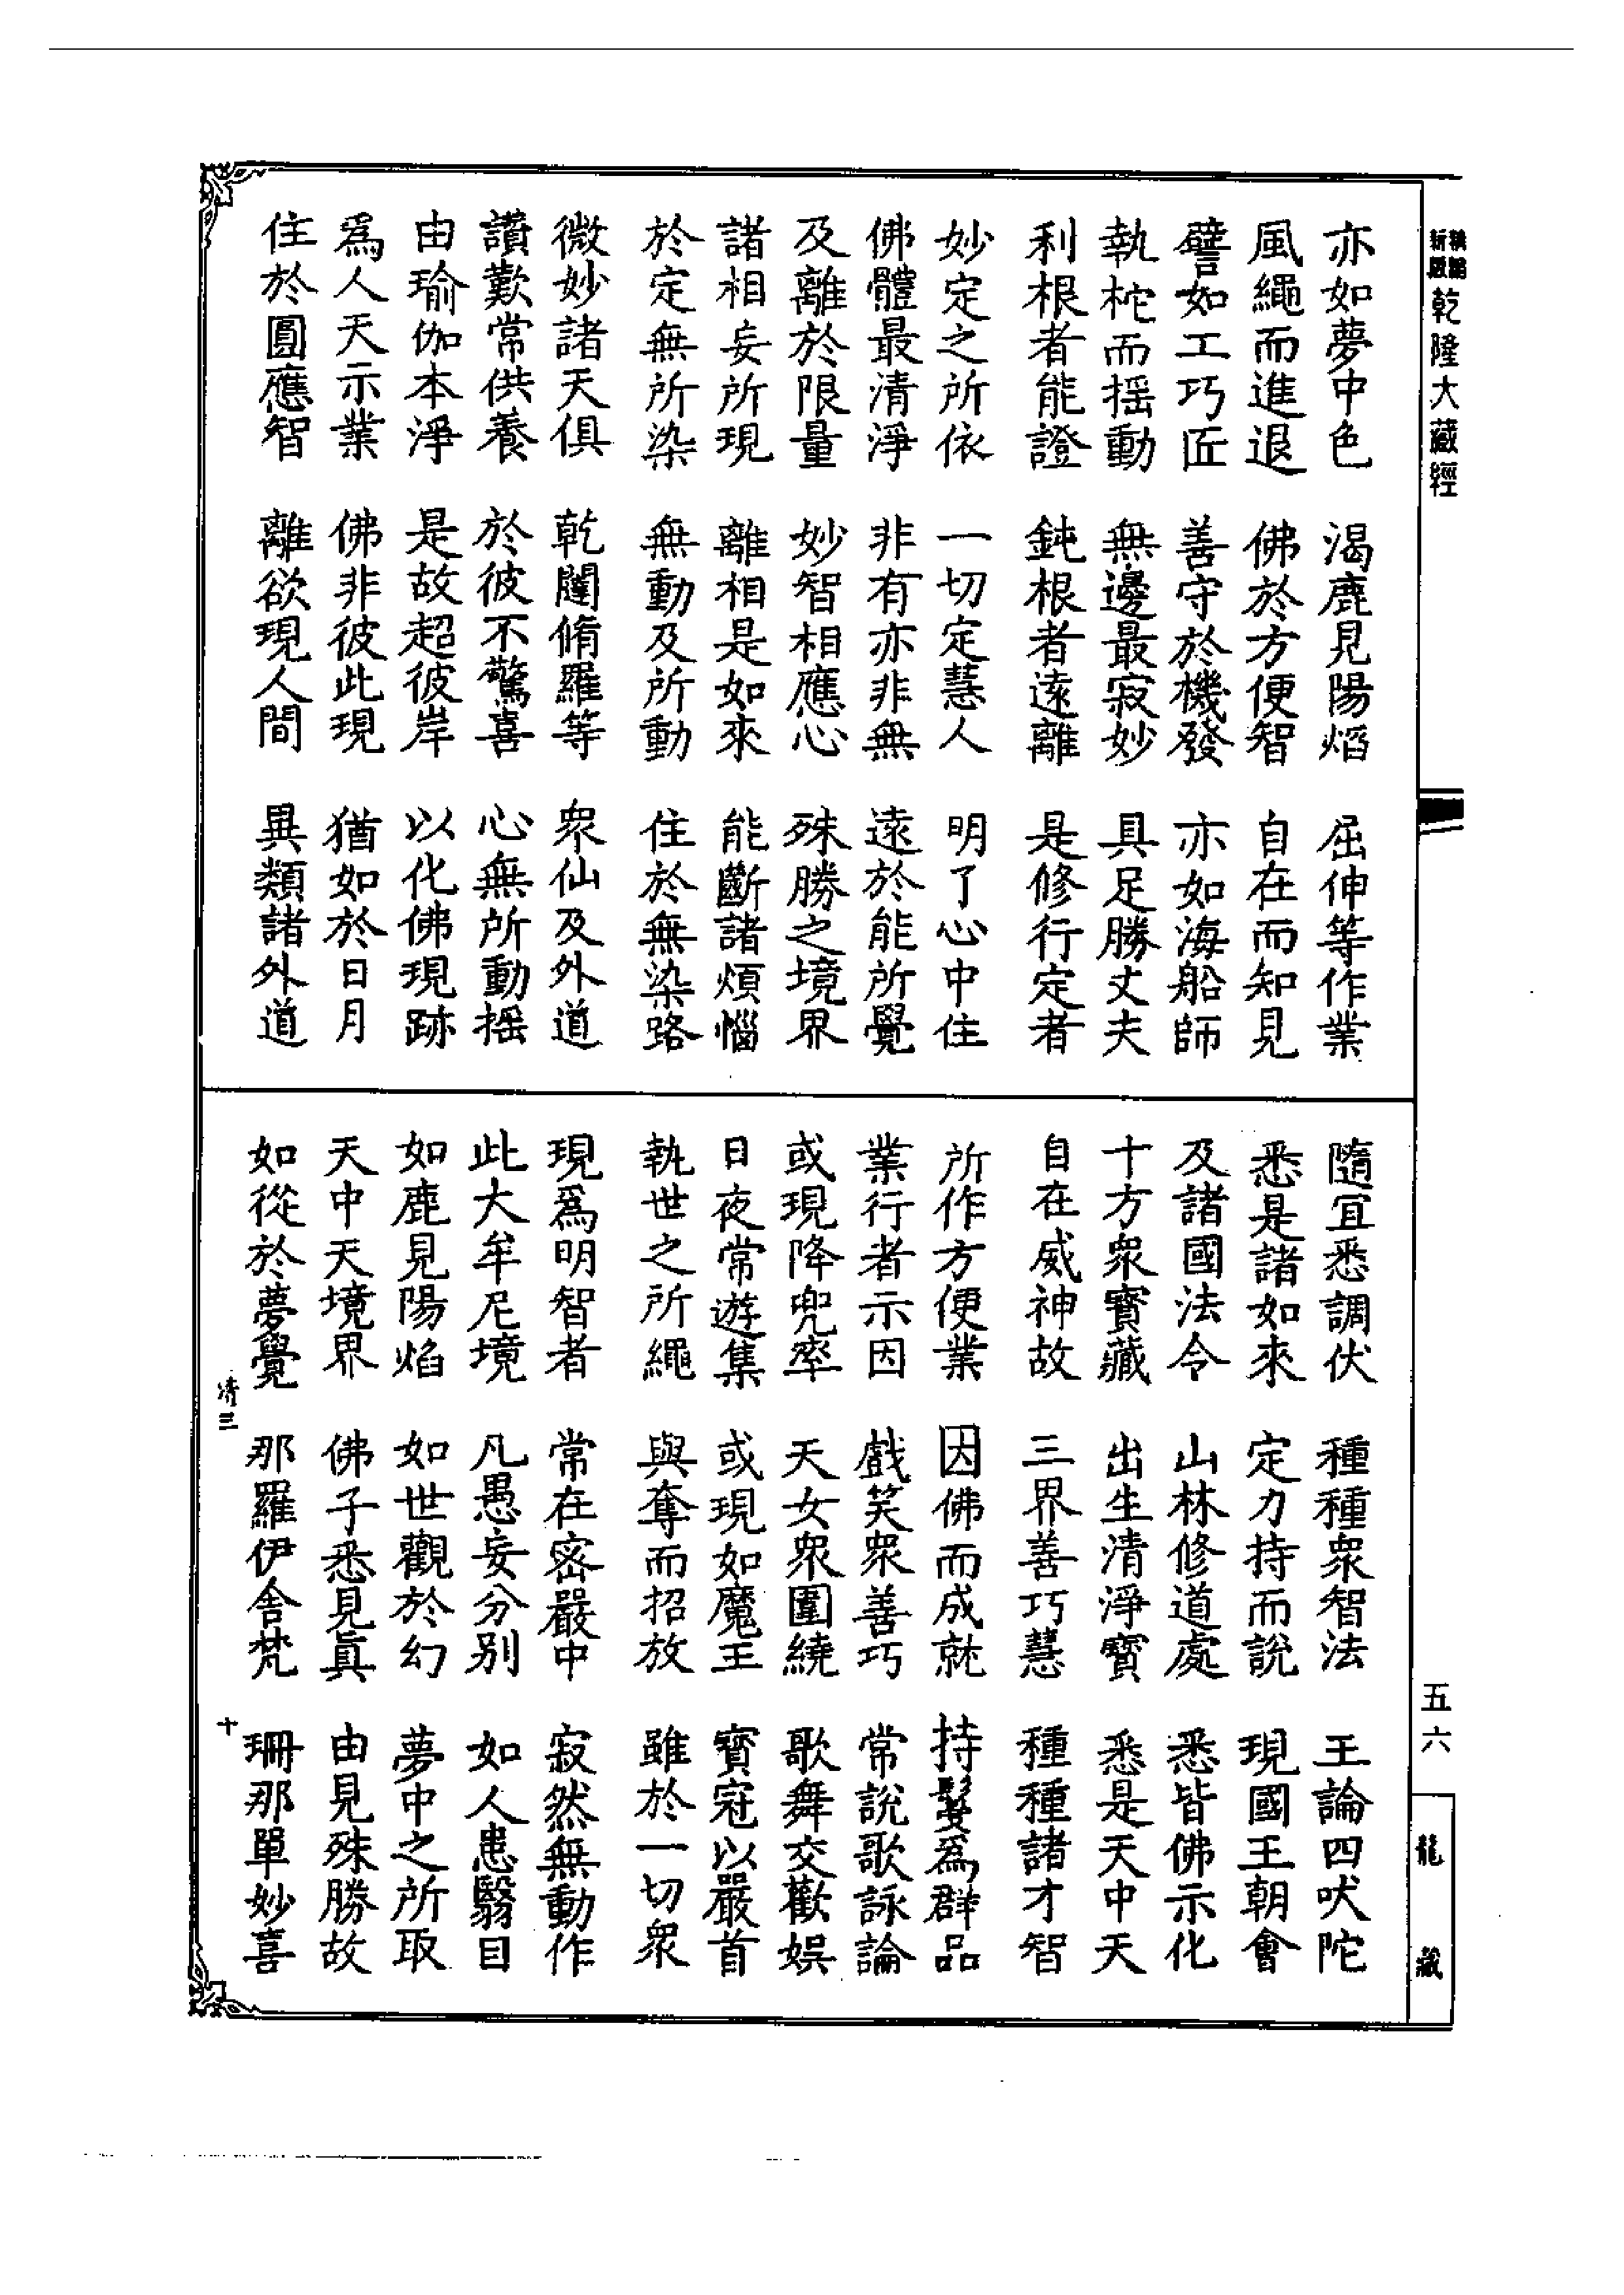 乾隆大藏經
亦如夢中色　渴鹿見陽焰　屈伸等作業
風繩而進退　佛於方便智　自在而知見
譬如工巧匠　善守於機發　亦如海船師
執柁而搖動　無邊最寂妙　具足勝丈夫
利根者能證　鈍根者遠離　是修行定者
妙定之所依　一切定慧人　明了心中住
佛體最清淨　非有亦非無　遠於能所覺
及離於限量　妙智相應心　殊勝之境界
諸相妄所現　離相是如來　能斷諸煩惱
於定無所染　無動及所動　住於無染路
微妙諸天俱　乾闥脩羅等　衆仙及外道
讚歎常供養　於彼不驚喜　心無所動搖
由瑜伽本淨　是故超彼岸　以化佛現跡
爲人天示業　佛非彼此現　猶如於日月
住於圓應智　離欲現人間　異類諸外道
隨宜悉調伏　種種衆智法　王論四吠陀
悉是諸如來　定力持而說　現國王朝會
及諸國法令　山林修道處　悉皆佛示化
十方衆寳藏　出生清淨寳　悉是天中天
自在威神故　三界善巧慧　種種諸才智
所作方便業　因佛而成就　持鬘爲群品
業行者示因　戲笑衆善巧　常說歌詠論
或現降兜率　天女衆圍繞　歌舞交歡娱
日夜常遊集　或現如魔王　寳冠以嚴首
執世之所繩　與奪而招放　雖於一切衆
現爲明智者　常在密嚴中　寂然無動作
此大牟尼境　凡愚妄分别　如人患翳目
如鹿見陽焰　如世觀於幻　夢中之所取
天中天境界　佛子悉見眞　由見殊勝故
如從於夢覺　那羅伊舍梵　珊那單妙喜
清三
十
五六
龍藏